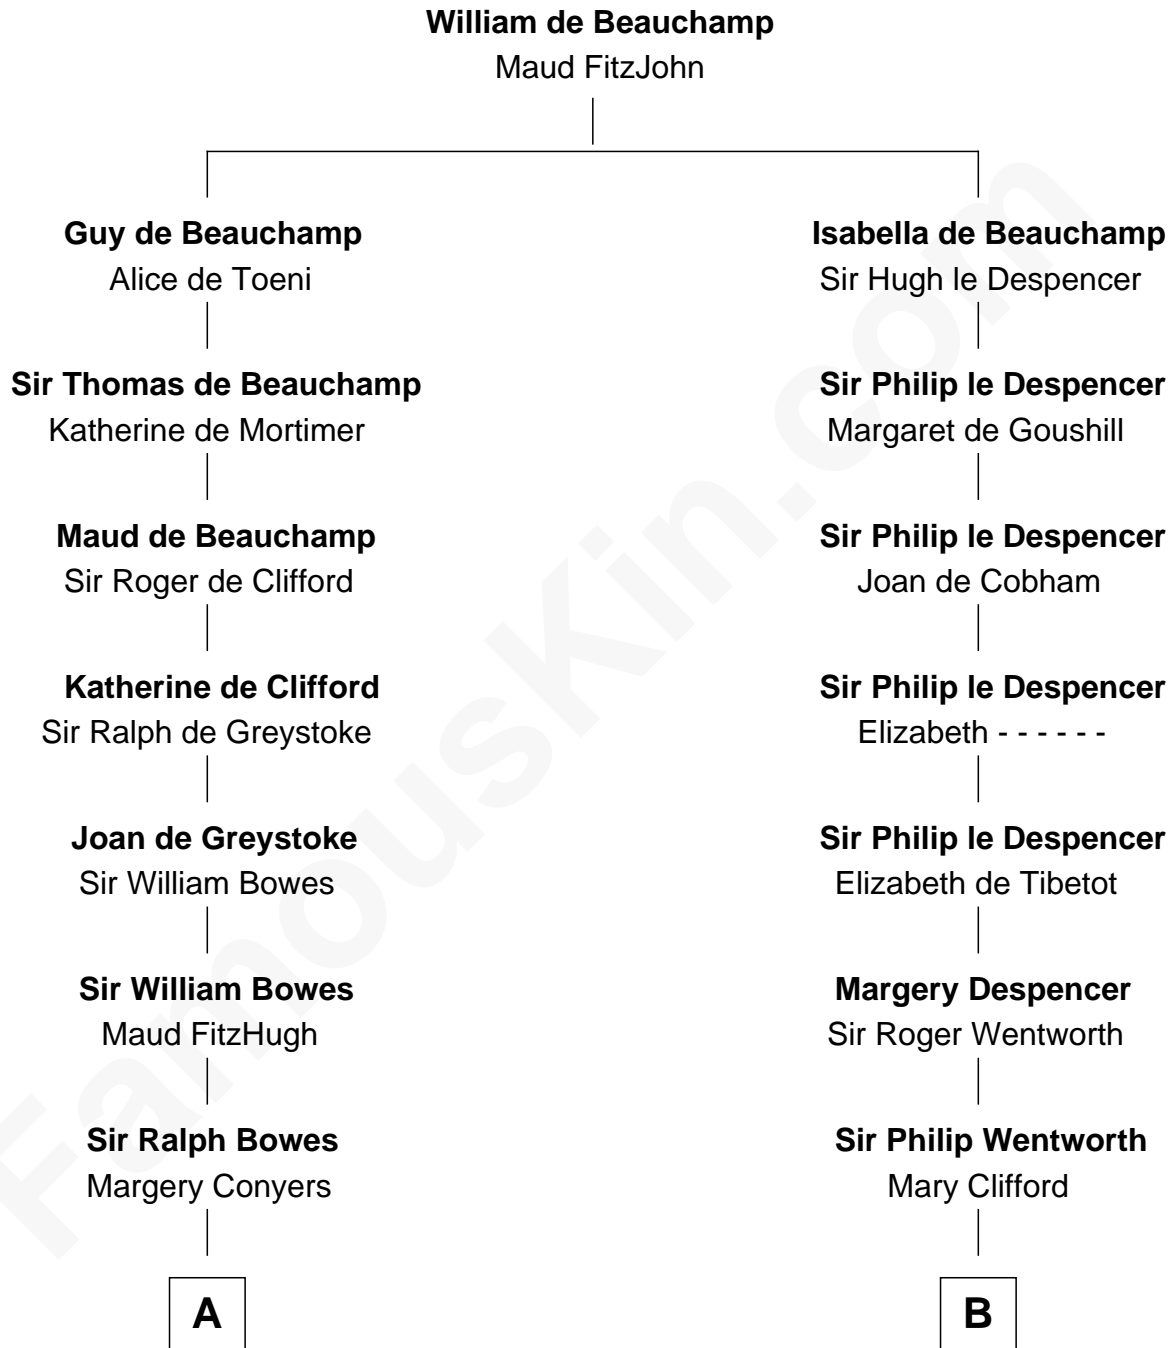 William de Beauchamp
Maud FitzJohn
Guy de Beauchamp
Alice de Toeni
Isabella de Beauchamp
Sir Hugh le Despencer
Sir Thomas de Beauchamp
Katherine de Mortimer
Sir Philip le Despencer
Margaret de Goushill
Maud de Beauchamp
Sir Roger de Clifford
Sir Philip le Despencer
Joan de Cobham
Katherine de Clifford
Sir Ralph de Greystoke
Sir Philip le Despencer
Elizabeth - - - - - -
Joan de Greystoke
Sir William Bowes
Sir Philip le Despencer
Elizabeth de Tibetot
Sir William Bowes
Maud FitzHugh
Margery Despencer
Sir Roger Wentworth
Sir Ralph Bowes
Margery Conyers
Sir Philip Wentworth
Mary Clifford
A
B
FamousKin.com